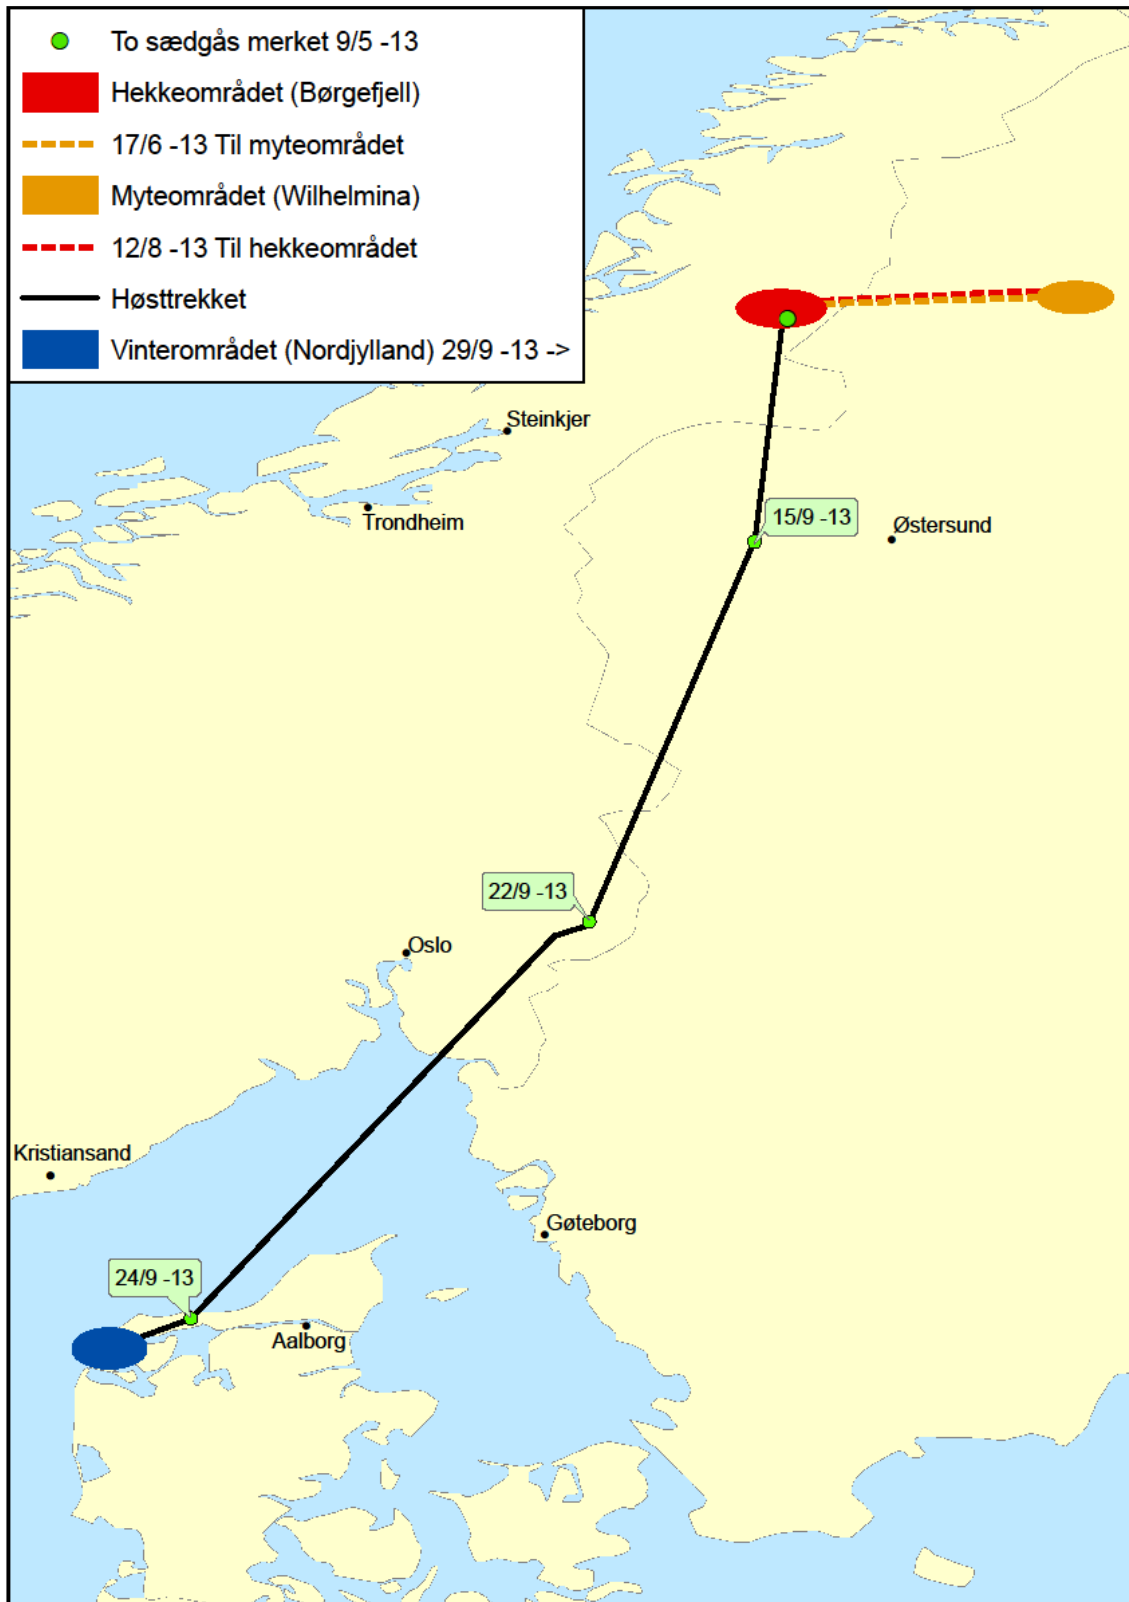 To sædgås merket 9/5 -13
Hekkeområdet (Børgefjell)
17/6 -13 Til myteområdet
Myteområdet (Wilhelmina)
12/8 -13 Til hekkeområdet
Høsttrekket
Vinterområdet (Nordjylland) 29/9 -13 ->
Steinkjer
Trondheim
15/9 -13
Østersund
22/9 -13
Oslo
Kristiansand
Gøteborg
24/9 -13
Aalborg